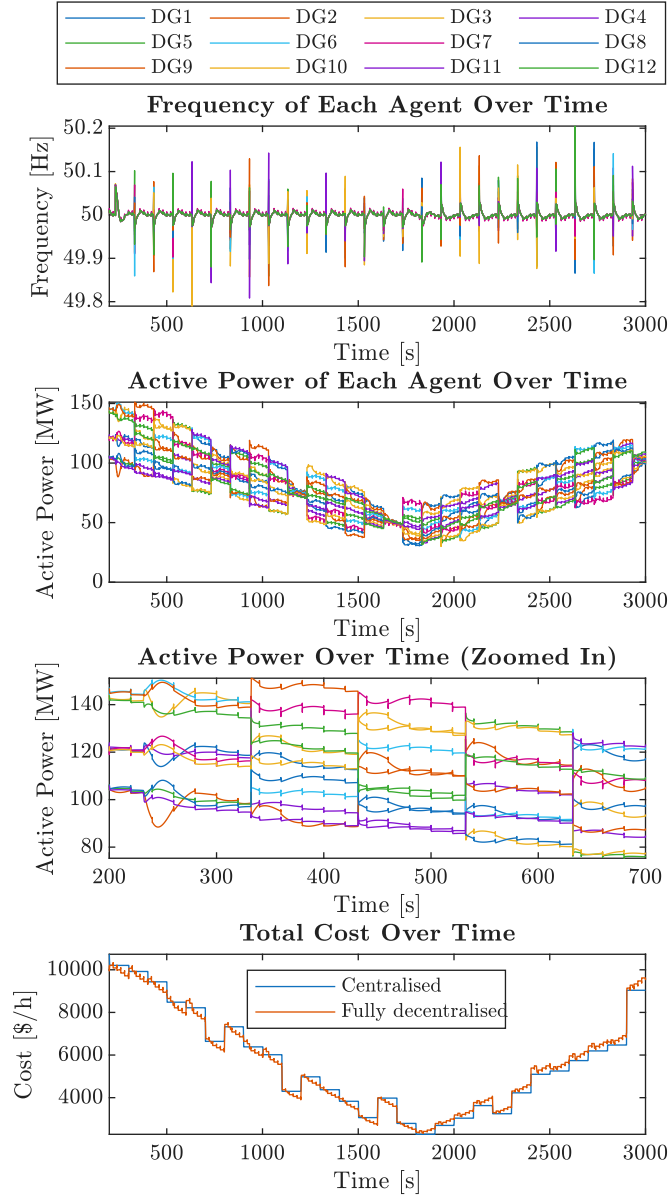 DG1 DG2 DG3 DG4
DG5 DG6 DG7 DG8
DG9 DG10 DG11 DG12
Frequency of Each Agent Over Time
50.2
50.1
50
49.9
49.8
Frequency [Hz]
500 1000 1500 2000 2500 3000
Time [s]
Active Power of Each Agent Over Time
150
100
50
0
Active Power [MW]
500 1000 1500 2000 2500 3000
Time [s]
Active Power Over Time (Zoomed In)
140
120
100
80
Active Power [MW]
200 300 400 500 600 700
Time [s]
Total Cost Over Time
10000
8000
6000
4000
Cost [$/h]
Centralised
Fully decentralised
500 1000 1500 2000 2500 3000
Time [s]